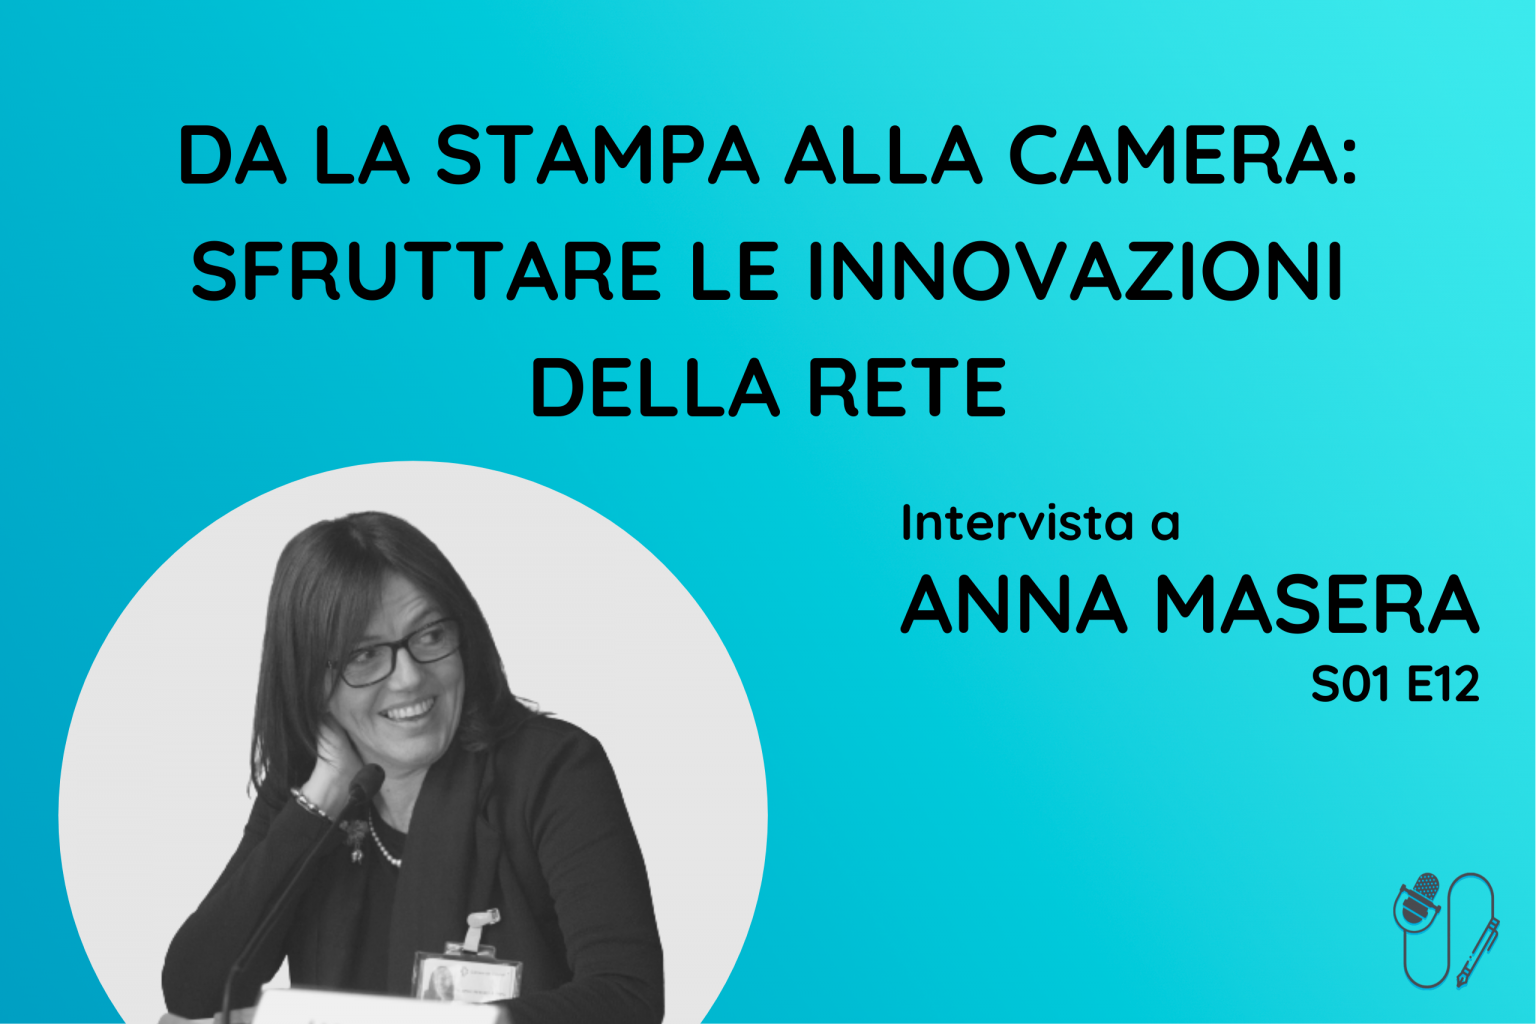 DA LA STAMPA ALLA CAMERA:
SFRUTTARE LE INNOVAZIONI
DELLA RETE
Intervista a
ANNA MASERA
S01 E12